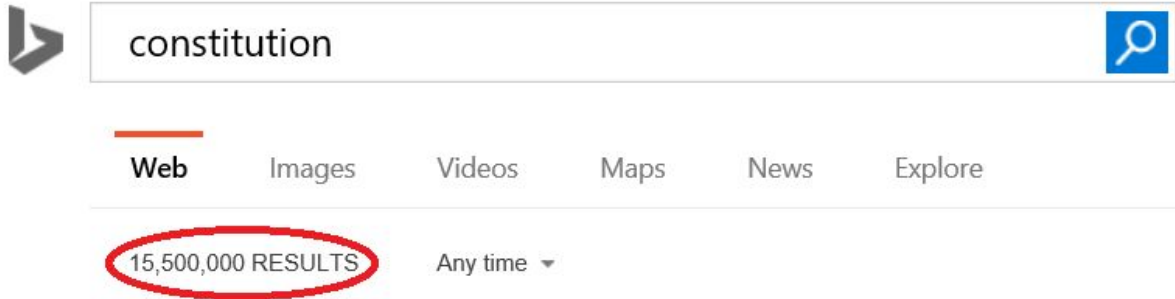 constitution
Web Images Videos Maps News Explore
15,500,000 RESULTS Any time